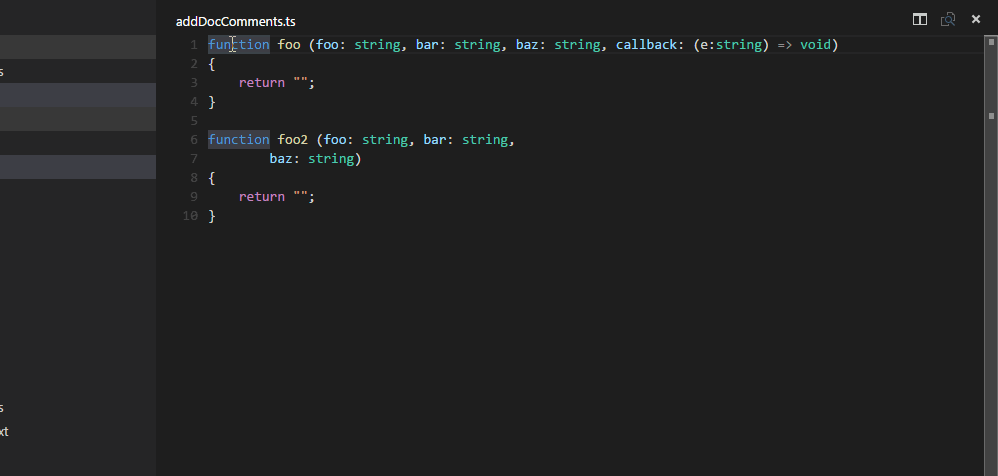 addDocComments.ts
1 function foo (foo: string, bar: string, baz: string, callback: (e:string) => void)
2 {
3     return "";
4 }
5
6 function foo2 (foo: string, bar: string,
7         baz: string)
8 {
9     return "";
10 }
s
s
xt